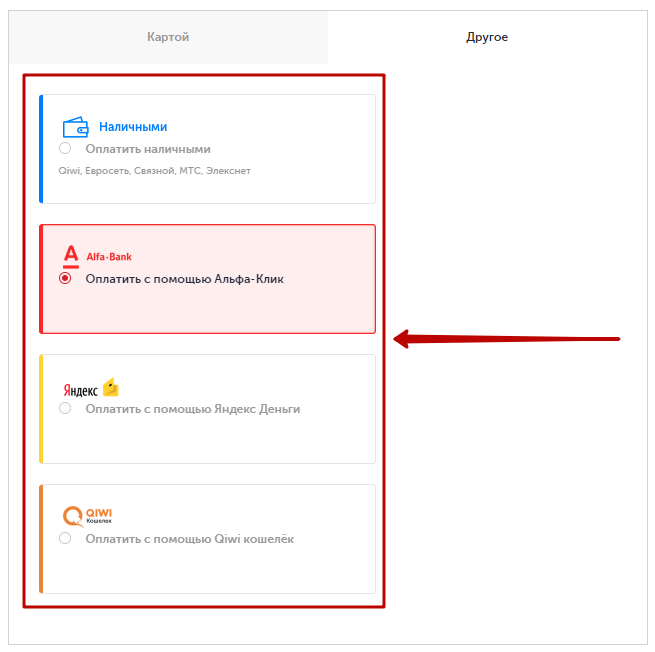 Картой
Другое
Наличными
Оплатить наличными
Qiwi, Евросеть, Связной, МТС, Элекснет
Alfa-Bank
Оплатить с помощью Альфа-Клик
Яндекс
Оплатить с помощью Яндекс Деньги
QIWI
Кошелек
Оплатить с помощью Qiwi кошелёк